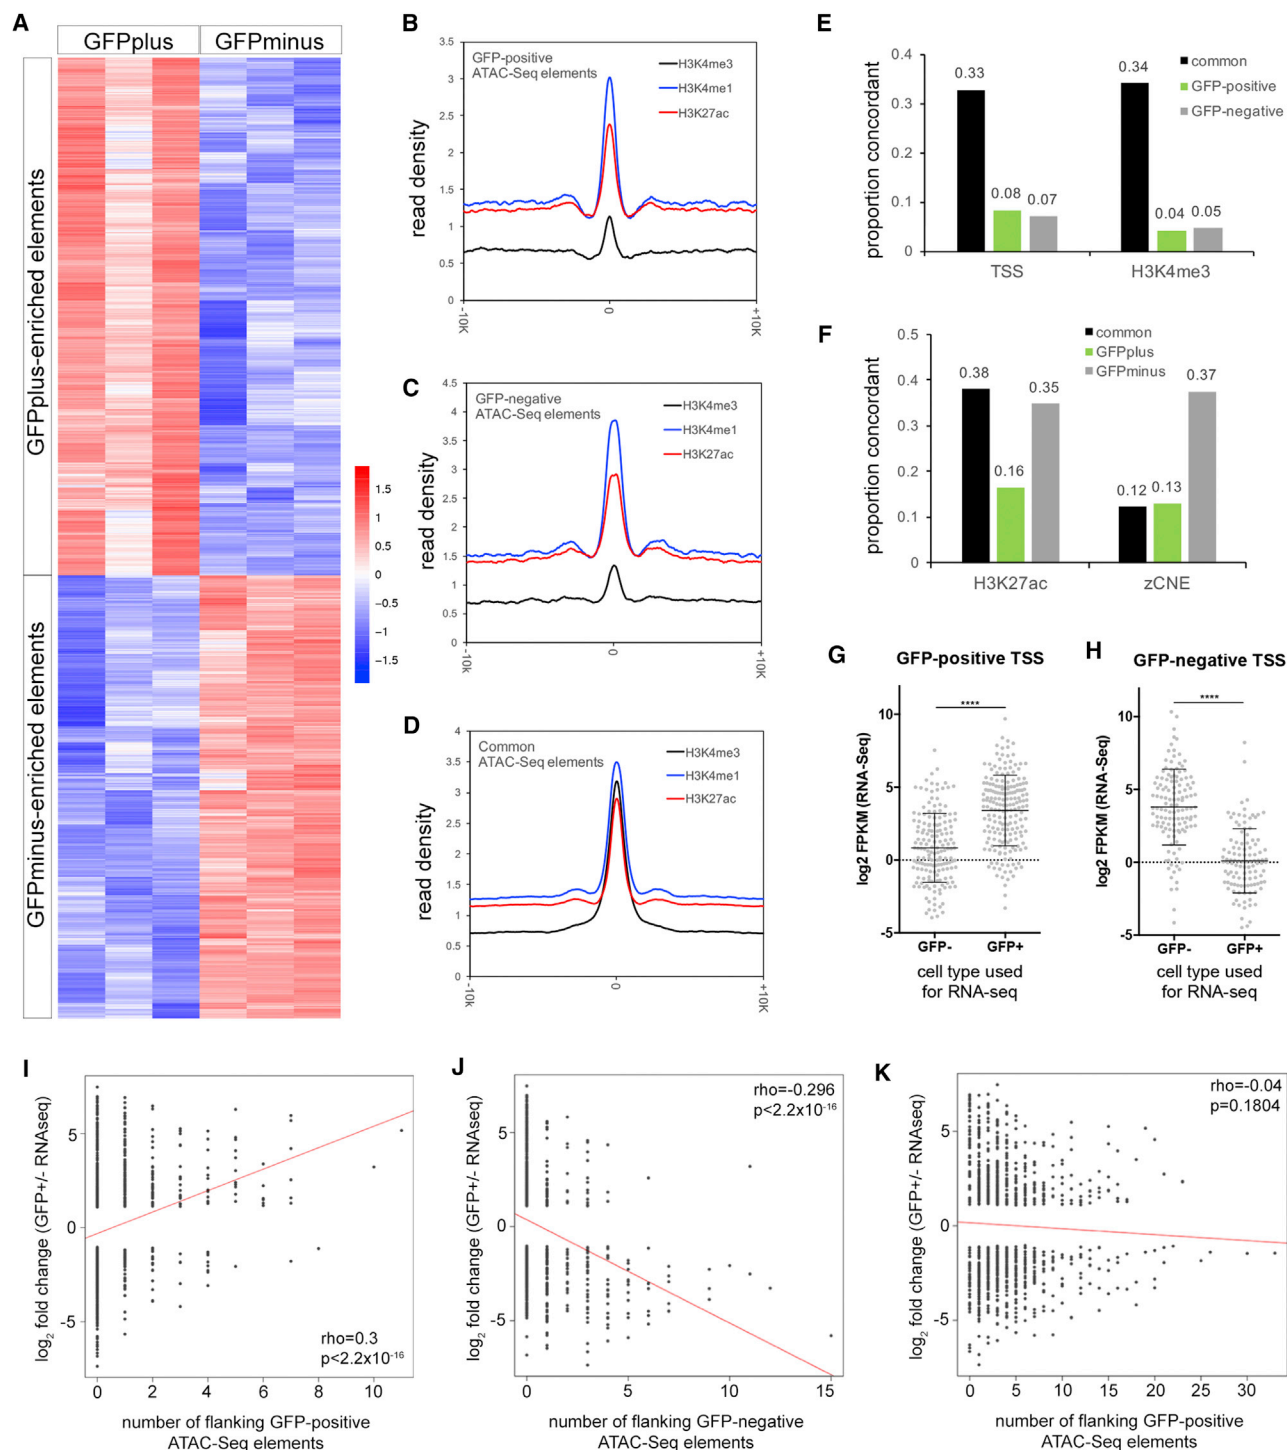 A
GFPplus
GFPminus
GFPplus-enriched elements
GFPminus-enriched elements
1.5
1
0.5
0
−0.5
−1
−1.5
B
GFP-positive
ATAC-Seq elements
H3K4me3
H3K4me1
H3K27ac
read density
3.5
3
2.5
2
1.5
1
0.5
0
-10K
0
+10K
C
GFP-negative
ATAC-Seq elements
H3K4me3
H3K4me1
H3K27ac
read density
4.5
4
3.5
3
2.5
2
1.5
1
0.5
0
-10k
0
+10K
D
Common
ATAC-Seq elements
H3K4me3
H3K4me1
H3K27ac
read density
4
3.5
3
2.5
2
1.5
1
0.5
0
-10k
0
+10K
E
proportion concordant
0.4
0.3
0.2
0.1
0
0.33
0.08
0.07
0.34
0.04
0.05
common
GFP-positive
GFP-negative
TSS
H3K4me3
F
proportion concordant
0.5
0.4
0.3
0.2
0.1
0
0.38
0.16
0.35
0.12
0.13
0.37
common
GFPplus
GFPminus
H3K27ac
zCNE
G
GFP-positive TSS
****
log2 FPKM (RNA-Seq)
10
5
0
-5
GFP-
GFP+
cell type used
for RNA-seq
H
GFP-negative TSS
****
log2 FPKM (RNA-Seq)
10
5
0
-5
GFP-
GFP+
cell type used
for RNA-seq
I
log2 fold change (GFP+/- RNAseq)
5
0
-5
rho=0.3
p<2.2x10-16
0 2 4 6 8 10
number of flanking GFP-positive
ATAC-Seq elements
J
log2 fold change (GFP+/- RNAseq)
5
0
-5
rho=-0.296
p<2.2x10-16
0 5 10 15
number of flanking GFP-negative
ATAC-Seq elements
K
log2 fold change (GFP+/- RNAseq)
5
0
-5
rho=-0.04
p=0.1804
0 5 10 15 20 25 30
number of flanking GFP-positive
ATAC-Seq elements